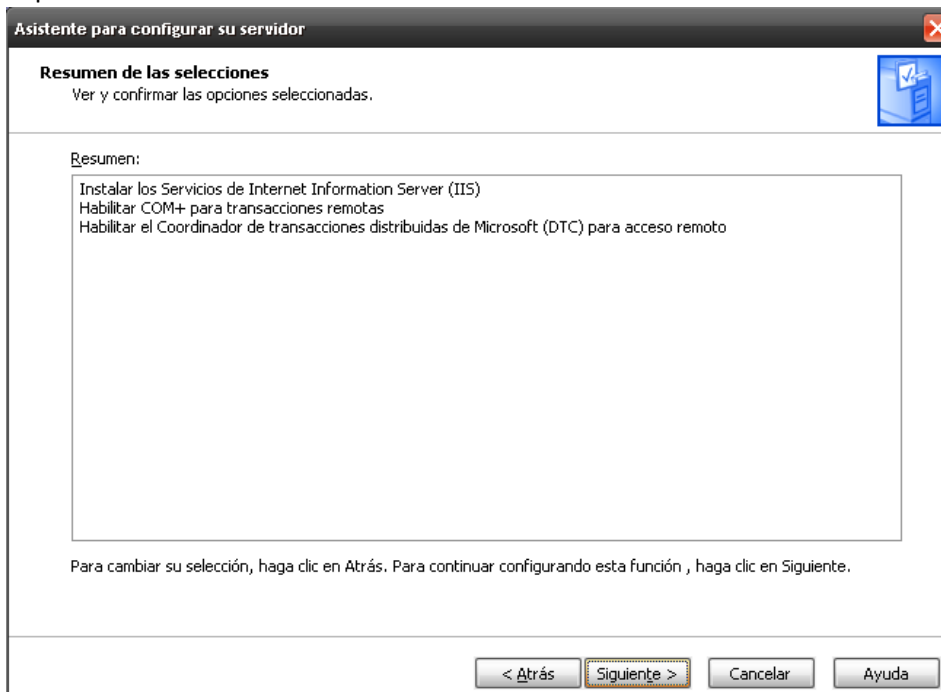 Asistente para configurar su servidor
Resumen de las selecciones
Ver y confirmar las opciones seleccionadas.
Resumen:
Instalar los Servicios de Internet Information Server (IIS)
Habilitar COM+ para transacciones remotas
Habilitar el Coordinador de transacciones distribuidas de Microsoft (DTC) para acceso remoto
Para cambiar su selección, haga clic en Atrás. Para continuar configurando esta función , haga clic en Siguiente.
< Atrás Siguiente > Cancelar Ayuda